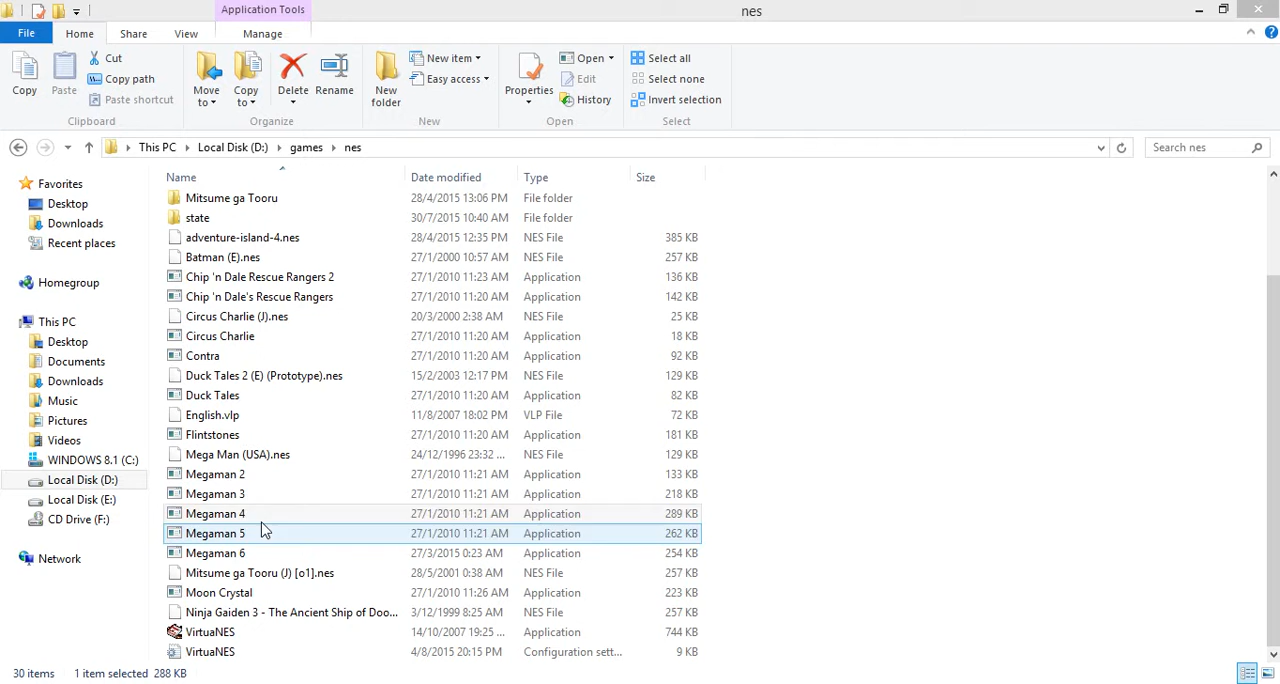 Application Tools
nes
File
Home
Share
View
Manage
Copy
Paste
Cut
Copy path
Paste shortcut
Clipboard
Move to
Copy to
Delete
Rename
Organize
New folder
New item
Easy access
New
Properties
Open
Edit
History
Open
Select all
Select none
Invert selection
Select
This PC
Local Disk (D:)
games
nes
Search nes
Favorites
Desktop
Downloads
Recent places
Homegroup
This PC
Desktop
Documents
Downloads
Music
Pictures
Videos
WINDOWS 8.1 (C:)
Local Disk (D:)
Local Disk (E:)
CD Drive (F:)
Network
Name Date modified Type Size
Mitsume ga Tooru 28/4/2015 13:06 PM File folder
state 30/7/2015 10:40 AM File folder
adventure-island-4.nes 28/4/2015 12:35 PM NES File 385 KB
Batman (E).nes 27/1/2000 10:57 AM NES File 257 KB
Chip 'n Dale Rescue Rangers 2 27/1/2010 11:23 AM Application 136 KB
Chip 'n Dale's Rescue Rangers 27/1/2010 11:20 AM Application 142 KB
Circus Charlie (J).nes 20/3/2000 2:38 AM NES File 25 KB
Circus Charlie 27/1/2010 11:20 AM Application 18 KB
Contra 27/1/2010 11:20 AM Application 92 KB
Duck Tales 2 (E) (Prototype).nes 15/2/2003 12:17 PM NES File 129 KB
Duck Tales 27/1/2010 11:20 AM Application 82 KB
English.vlp 11/8/2007 18:02 PM VLP File 72 KB
Flintstones 27/1/2010 11:20 AM Application 181 KB
Mega Man (USA).nes 24/12/1996 23:32 ... NES File 129 KB
Megaman 2 27/1/2010 11:21 AM Application 133 KB
Megaman 3 27/1/2010 11:21 AM Application 218 KB
Megaman 4 27/1/2010 11:21 AM Application 289 KB
Megaman 5 27/1/2010 11:21 AM Application 262 KB
Megaman 6 27/3/2015 0:23 AM Application 254 KB
Mitsume ga Tooru (J) [o1].nes 28/5/2001 0:38 AM NES File 257 KB
Moon Crystal 27/1/2010 11:26 AM Application 223 KB
Ninja Gaiden 3 - The Ancient Ship of Doo... 3/12/1999 8:25 AM NES File 257 KB
VirtuaNES 14/10/2007 19:25 ... Application 744 KB
VirtuaNES 4/8/2015 20:15 PM Configuration sett... 9 KB
30 items 1 item selected 288 KB